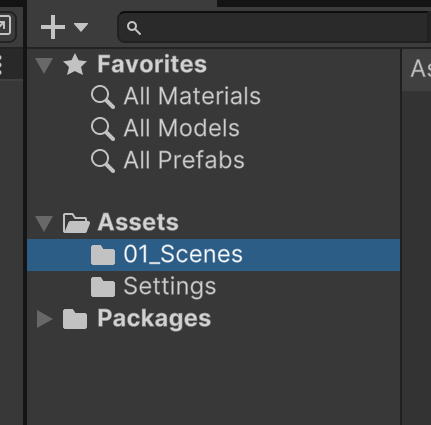 Favorites
All Materials
All Models
All Prefabs
Assets
01_Scenes
Settings
Packages